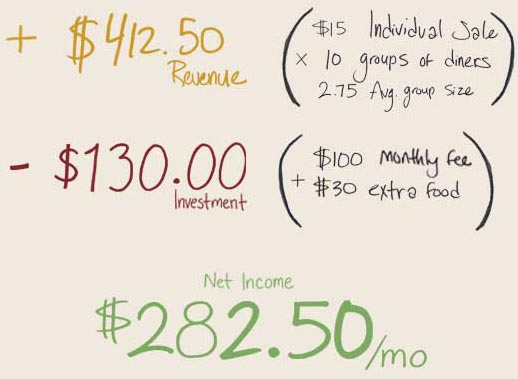 + $412.50
Revenue
$15 Individual Sale
x 10 groups of diners
2.75 Avg. group size
- $130.00
Investment
$100 monthly fee
+ $30 extra food
Net Income
$282.50/mo